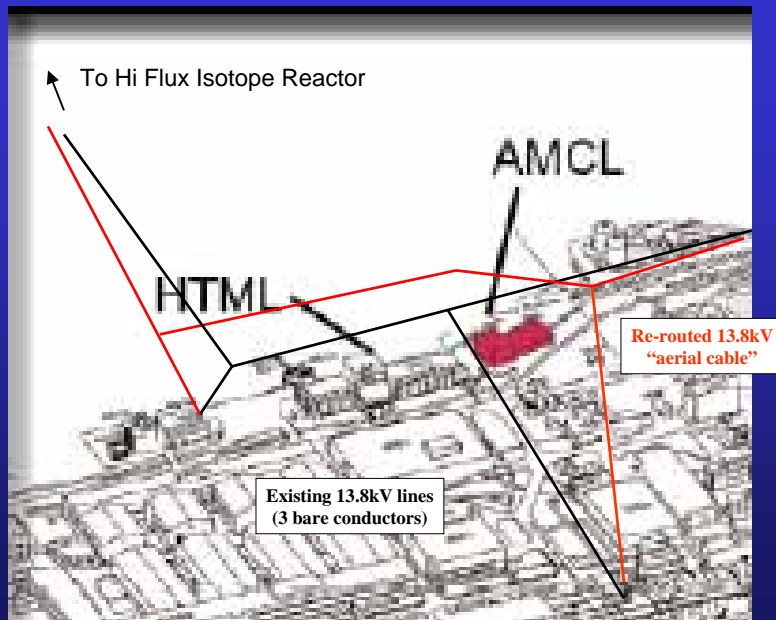 To Hi Flux Isotope Reactor
AMCL
HTML
Re-routed 13.8kV
“aerial cable”
Existing 13.8kV lines
(3 bare conductors)